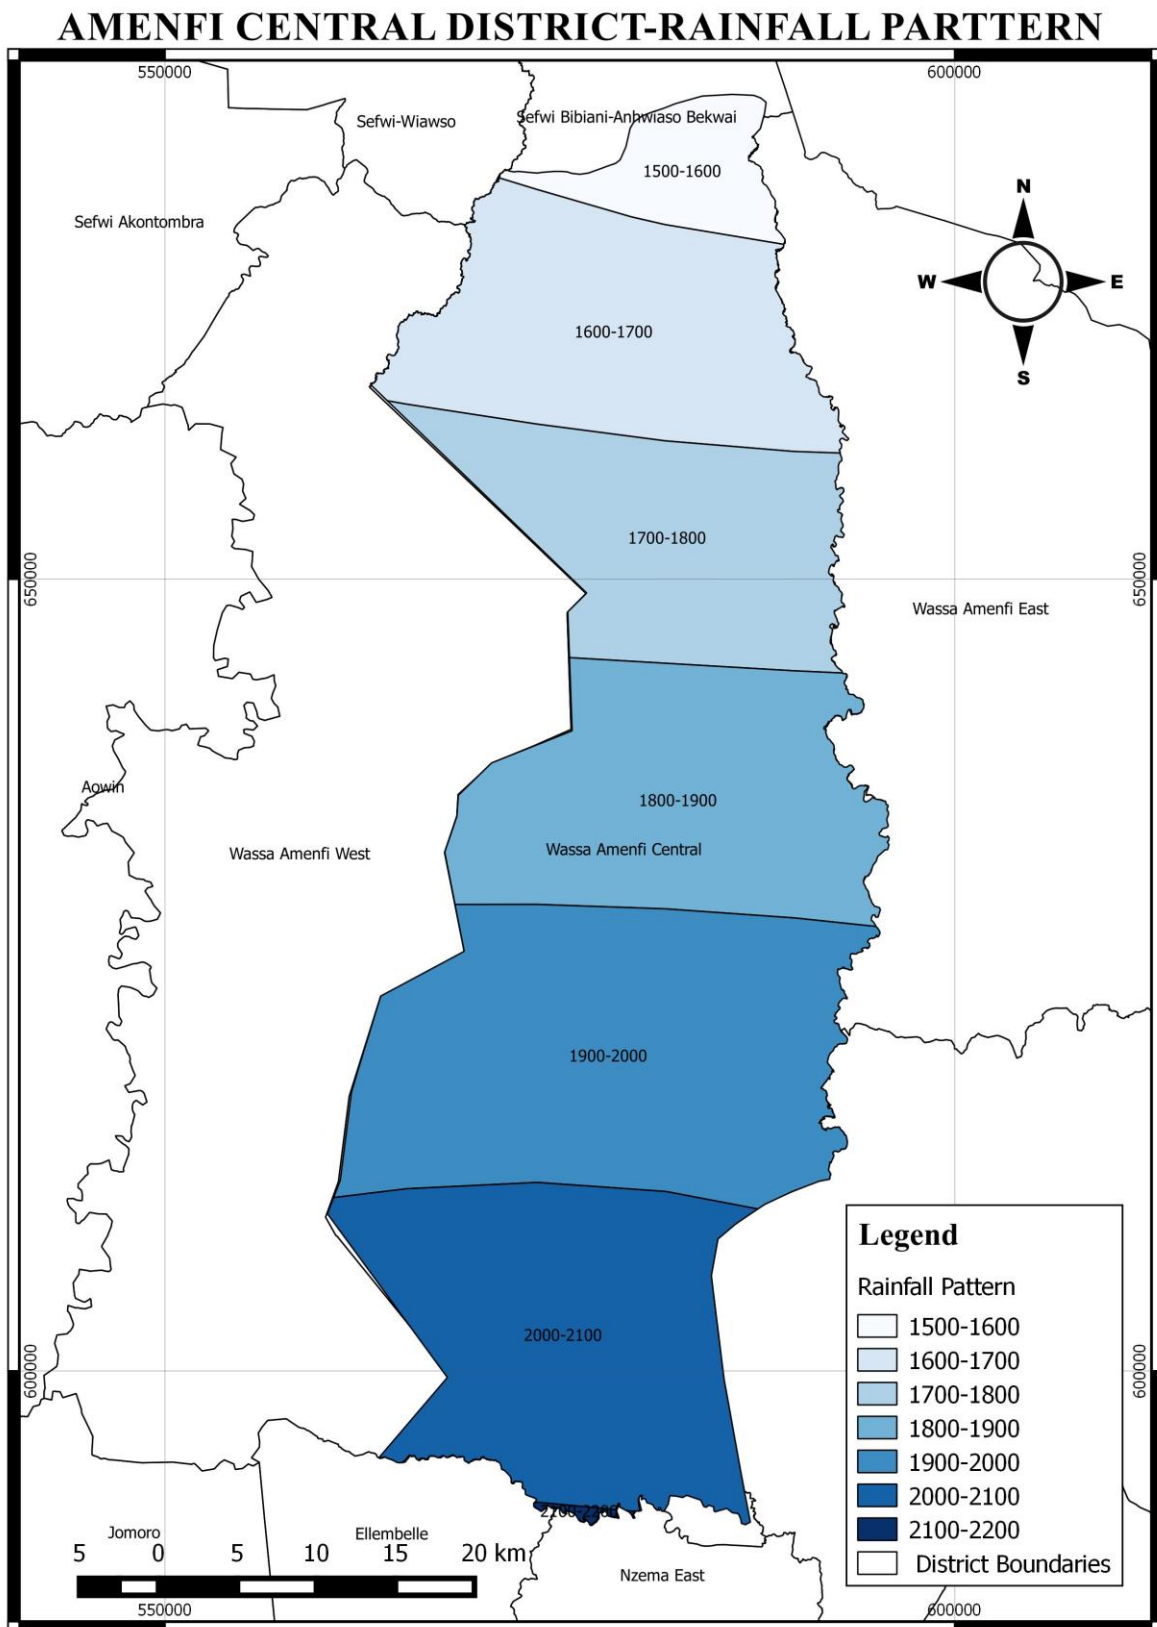 AMENFI CENTRAL DISTRICT-RAINFALL PARTTERN
550000
600000
Sefwi-Wiawso
Sefwi Bibiani-Anhwiaso Bekwai
1500-1600
Sefwi Akontombra
N
W
E
S
1600-1700
1700-1800
650000
650000
Wassa Amenfi East
Aowin
1800-1900
Wassa Amenfi West
Wassa Amenfi Central
1900-2000
2000-2100
600000
600000
Legend
Rainfall Pattern
1500-1600
1600-1700
1700-1800
1800-1900
1900-2000
2000-2100
2100-2200
District Boundaries
2100-2200
Jomoro
Ellembelle
Nzema East
5 0 5 10 15 20 km
550000
600000